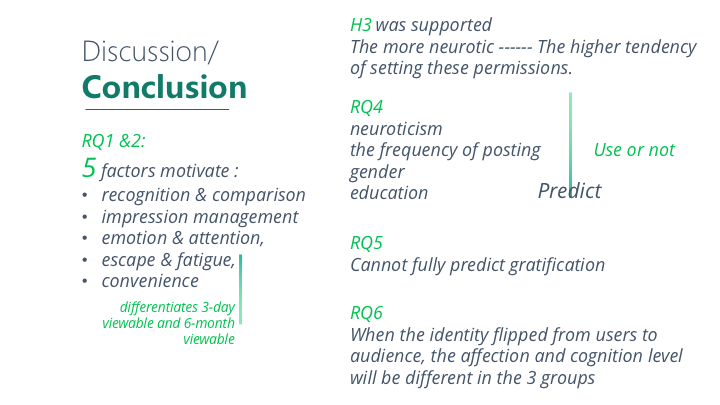 Discussion/
Conclusion
RQ1 &2:
5 factors motivate :
• recognition & comparison
• impression management
• emotion & attention,
• escape & fatigue,
• convenience
differentiates 3-day
viewable and 6-month
viewable
H3 was supported
The more neurotic ------ The higher tendency
of setting these permissions.
RQ4
neuroticism
the frequency of posting
gender
education
Predict
Use or not
RQ5
Cannot fully predict gratification
RQ6
When the identity flipped from users to
audience, the affection and cognition level
will be different in the 3 groups